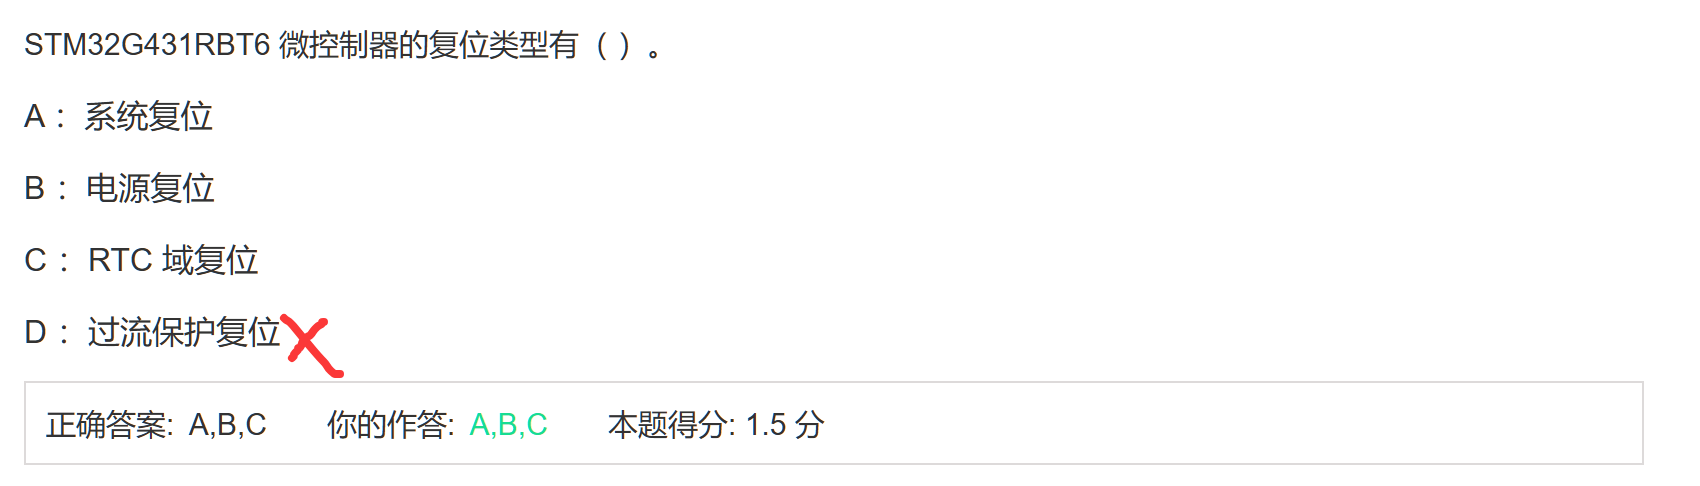 STM32G431RBT6 微控制器的复位类型有（ ）。
A： 系统复位
B： 电源复位
C： RTC 域复位
D： 过流保护复位
正确答案: A,B,C 你的作答: A,B,C 本题得分: 1.5 分